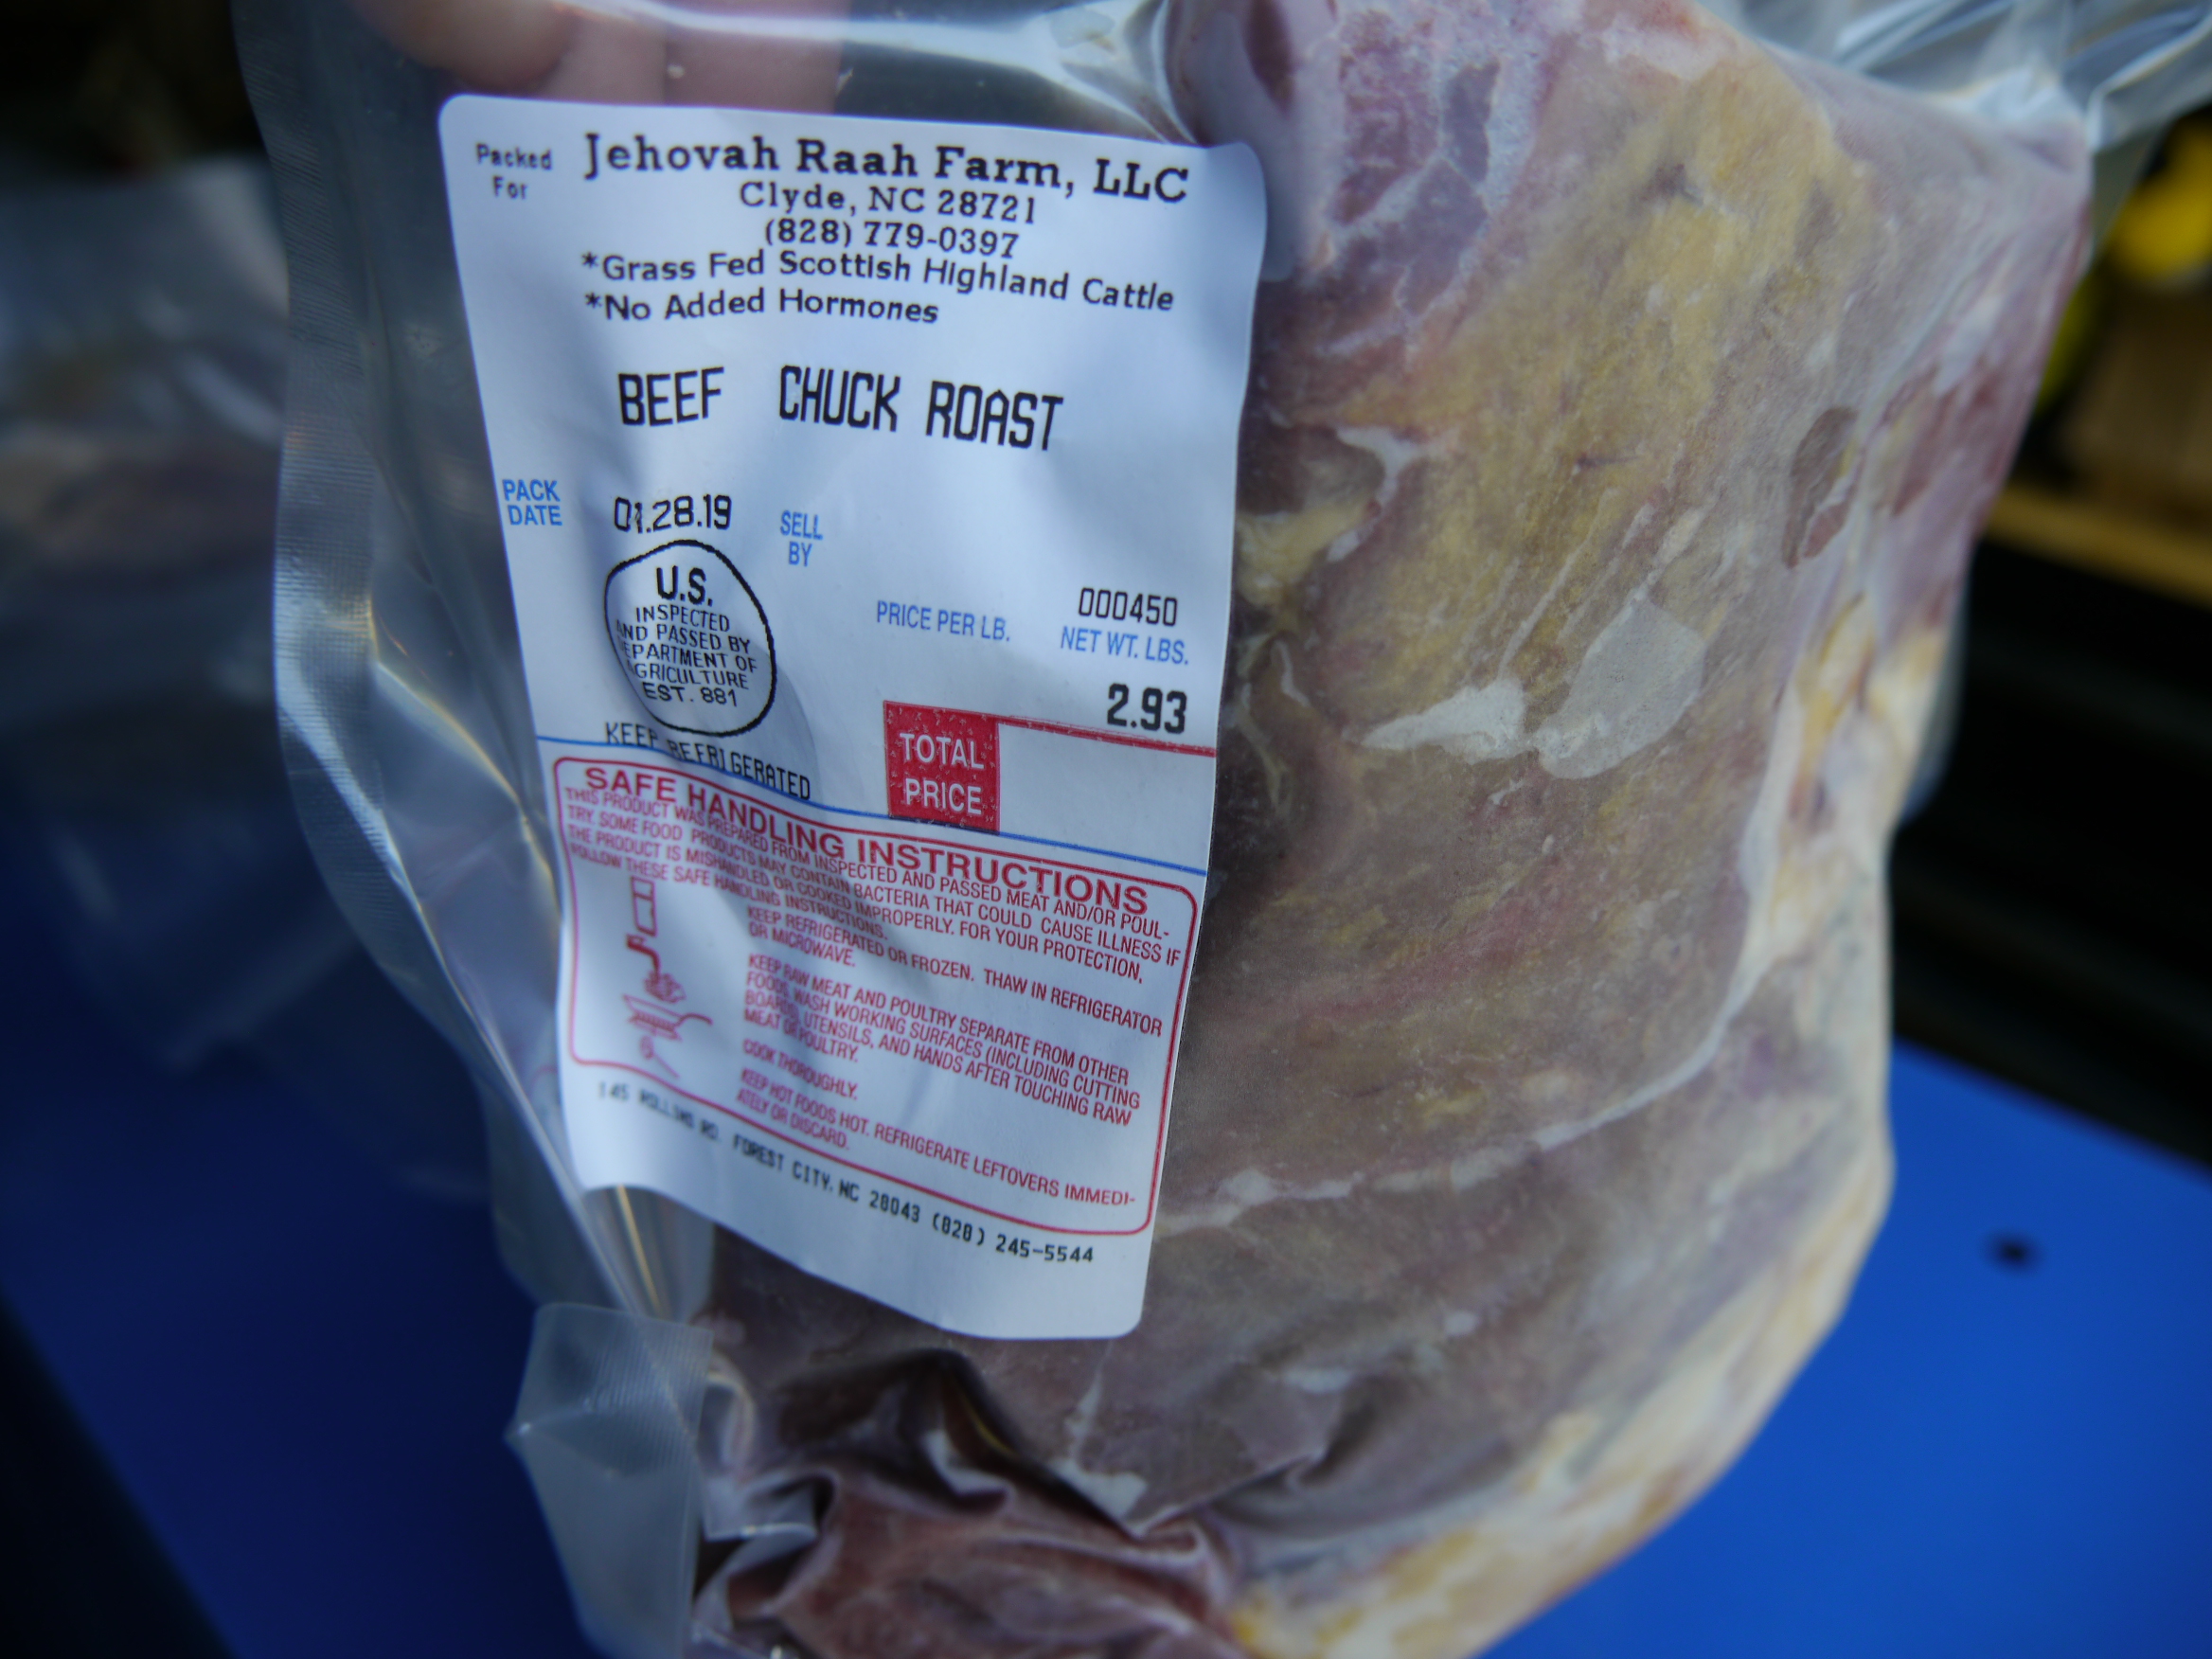 Packed For
Jehovah Raah Farm, LLC
Clyde, NC 28721
(828) 779-0397
*Grass Fed Scottish Highland Cattle
*No Added Hormones
BEEF CHUCK ROAST
PACK DATE
01.28.19
SELL BY
U.S.
INSPECTED
AND PASSED BY
DEPARTMENT OF
AGRICULTURE
EST. 881
000450
PRICE PER LB.
NET WT. LBS.
2.93
KEEP REFRIGERATED
TOTAL PRICE
SAFE HANDLING INSTRUCTIONS
THIS PRODUCT WAS PREPARED FROM INSPECTED AND PASSED MEAT AND/OR POUL-
TRY. SOME FOOD PRODUCTS MAY CONTAIN BACTERIA THAT COULD CAUSE ILLNESS IF
THE PRODUCT IS MISHANDLED OR COOKED IMPROPERLY. FOR YOUR PROTECTION,
FOLLOW THESE SAFE HANDLING INSTRUCTIONS.
KEEP REFRIGERATED OR FROZEN. THAW IN REFRIGERATOR
OR MICROWAVE.
KEEP RAW MEAT AND POULTRY SEPARATE FROM OTHER
FOODS. WASH WORKING SURFACES (INCLUDING CUTTING
BOARDS), UTENSILS, AND HANDS AFTER TOUCHING RAW
MEAT OR POULTRY.
COOK THOROUGHLY.
KEEP HOT FOODS HOT. REFRIGERATE LEFTOVERS IMMEDI-
ATELY OR DISCARD.
145 ROLLINS RD. FOREST CITY, NC 28043 (828) 245-5544